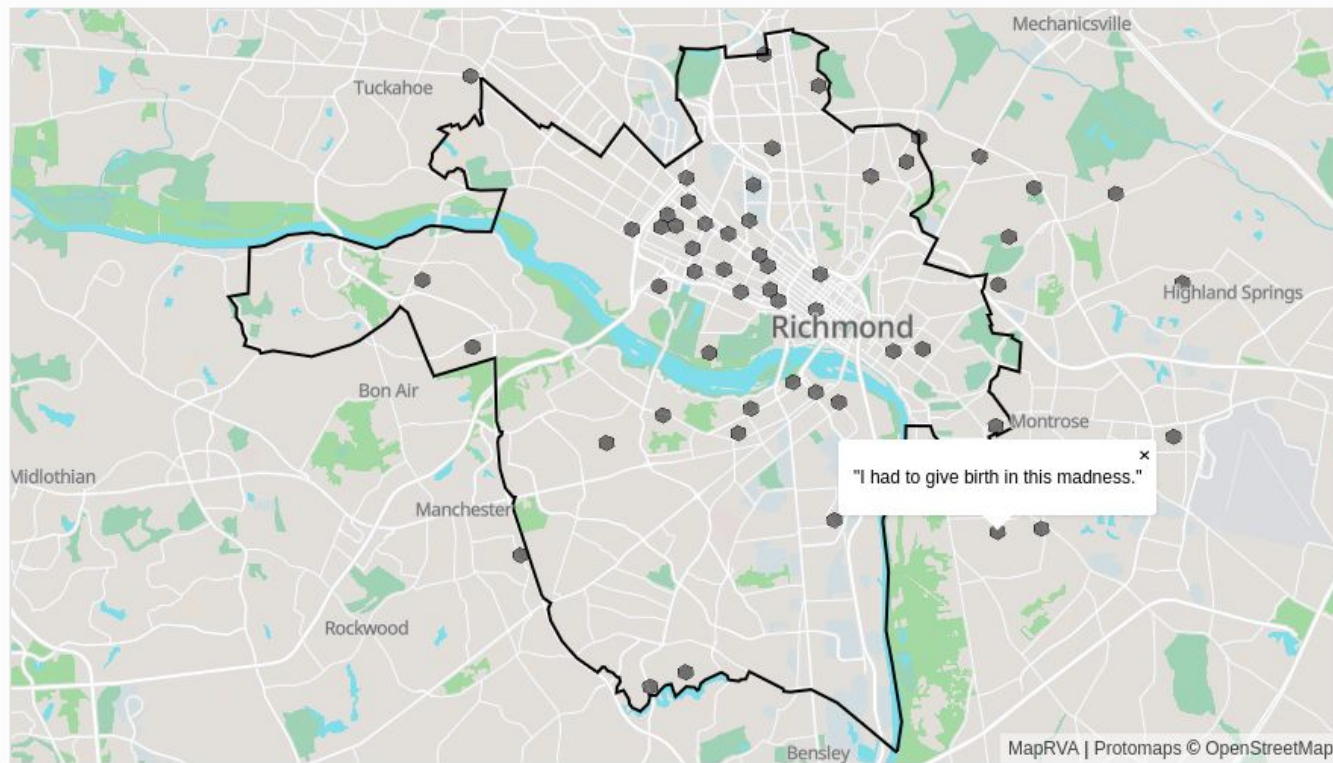 Mechanicsville
Tuckahoe
Highland Springs
Richmond
Bon Air
Montrose
×
"I had to give birth in this madness."
Midlothian
Manchester
Rockwood
Bensley
MapRVA | Protomaps © OpenStreetMap